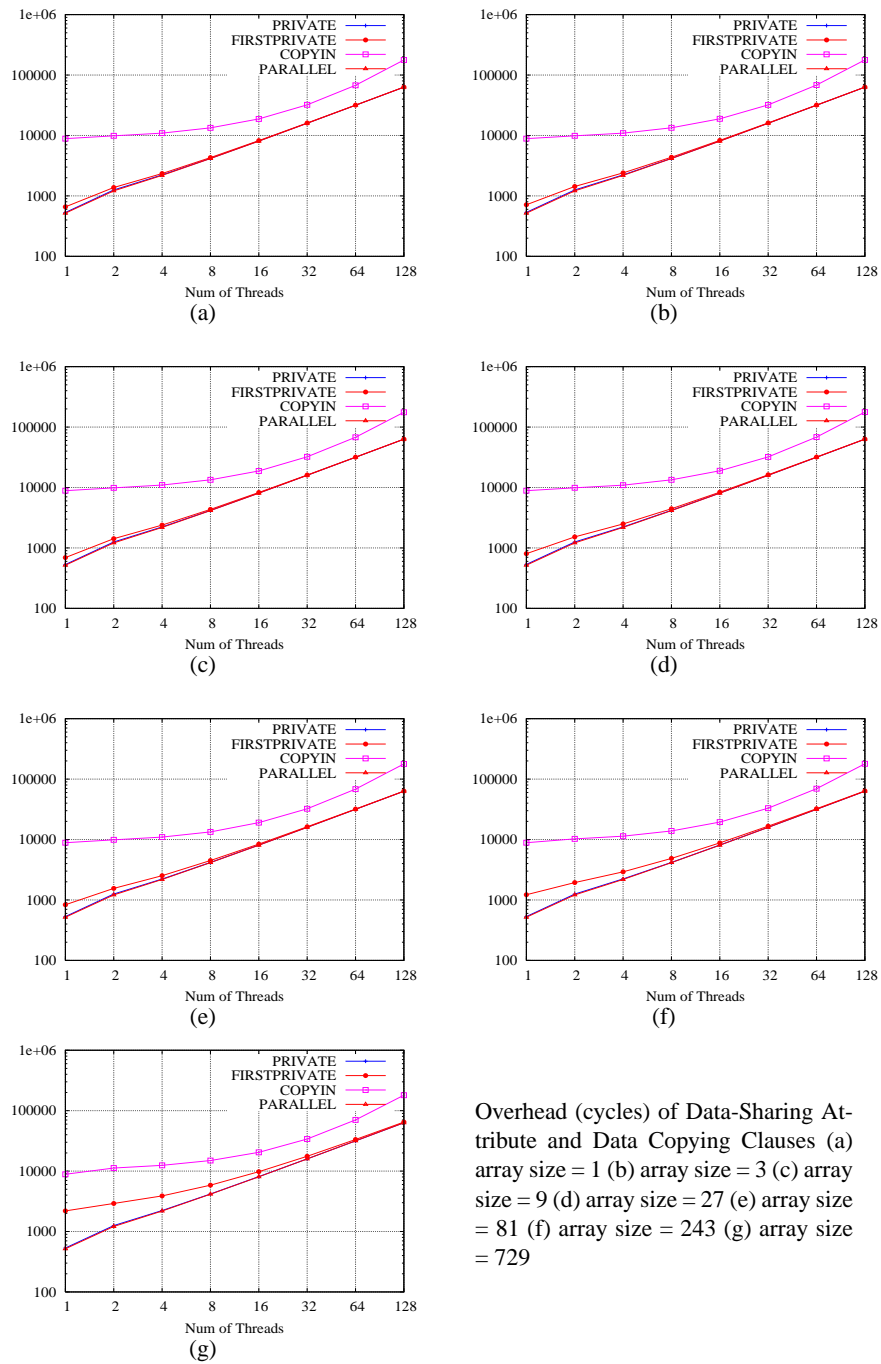 1e+06
100000
10000
1000
100
PRIVATE
FIRSTPRIVATE
COPYIN
PARALLEL
1 2 4 8 16 32 64 128
Num of Threads
(a)
1e+06
100000
10000
1000
100
PRIVATE
FIRSTPRIVATE
COPYIN
PARALLEL
1 2 4 8 16 32 64 128
Num of Threads
(b)
1e+06
100000
10000
1000
100
PRIVATE
FIRSTPRIVATE
COPYIN
PARALLEL
1 2 4 8 16 32 64 128
Num of Threads
(c)
1e+06
100000
10000
1000
100
PRIVATE
FIRSTPRIVATE
COPYIN
PARALLEL
1 2 4 8 16 32 64 128
Num of Threads
(d)
1e+06
100000
10000
1000
100
PRIVATE
FIRSTPRIVATE
COPYIN
PARALLEL
1 2 4 8 16 32 64 128
Num of Threads
(e)
1e+06
100000
10000
1000
100
PRIVATE
FIRSTPRIVATE
COPYIN
PARALLEL
1 2 4 8 16 32 64 128
Num of Threads
(f)
1e+06
100000
10000
1000
100
PRIVATE
FIRSTPRIVATE
COPYIN
PARALLEL
1 2 4 8 16 32 64 128
Num of Threads
(g)
Overhead (cycles) of Data-Sharing At-
tribute and Data Copying Clauses (a)
array size = 1 (b) array size = 3 (c) array
size = 9 (d) array size = 27 (e) array size
= 81 (f) array size = 243 (g) array size
= 729